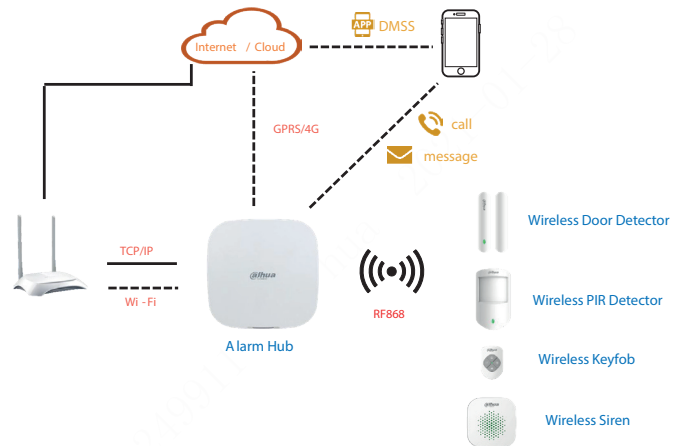 APP DMSS
Internet / Cloud
GPRS/4G
call
message
Wireless Door Detector
TCP/IP
alhua
Wi - Fi
RF868
Wireless PIR Detector
Alarm Hub
Wireless Keyfob
Wireless Siren